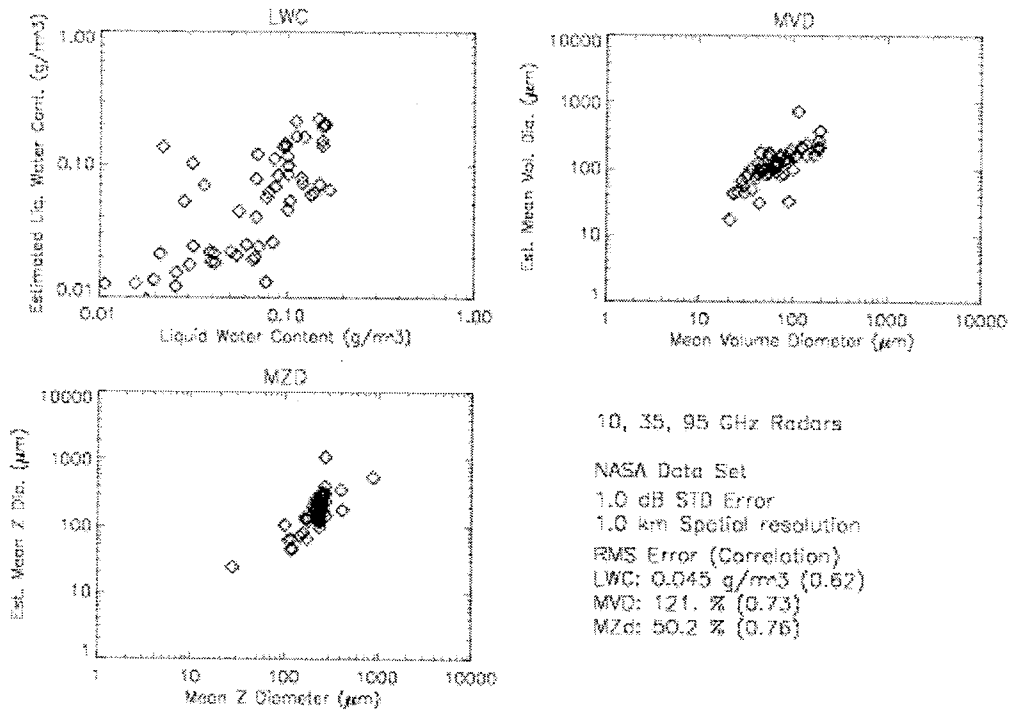 LWC
Estimated Liq. Water Cont. (g/m^3)
1.00
0.10
0.01
0.01 0.10 1.00
Liquid Water Content (g/m^3)
MVD
Est. Mean Vol. Dia. (μm)
10000
1000
100
10
1
1 10 100 1000 10000
Mean Volume Diameter (μm)
MZD
Est. Mean Z Dia. (μm)
10000
1000
100
10
1
1 10 100 1000 10000
Mean Z Diameter (μm)
10, 35, 95 GHz Radars
NASA Data Set
1.0 dB STD Error
1.0 km Spatial resolution
RMS Error (Correlation)
LWC: 0.045 g/m^3 (0.62)
MVD: 121. % (0.73)
MZd: 50.2 % (0.76)